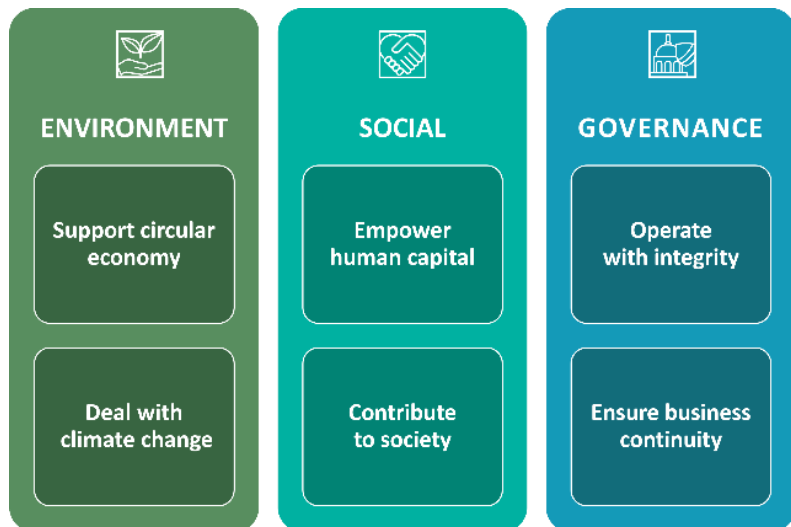 ENVIRONMENT
Support circular
economy
Deal with
climate change
SOCIAL
Empower
human capital
Contribute
to society
GOVERNANCE
Operate
with integrity
Ensure business
continuity